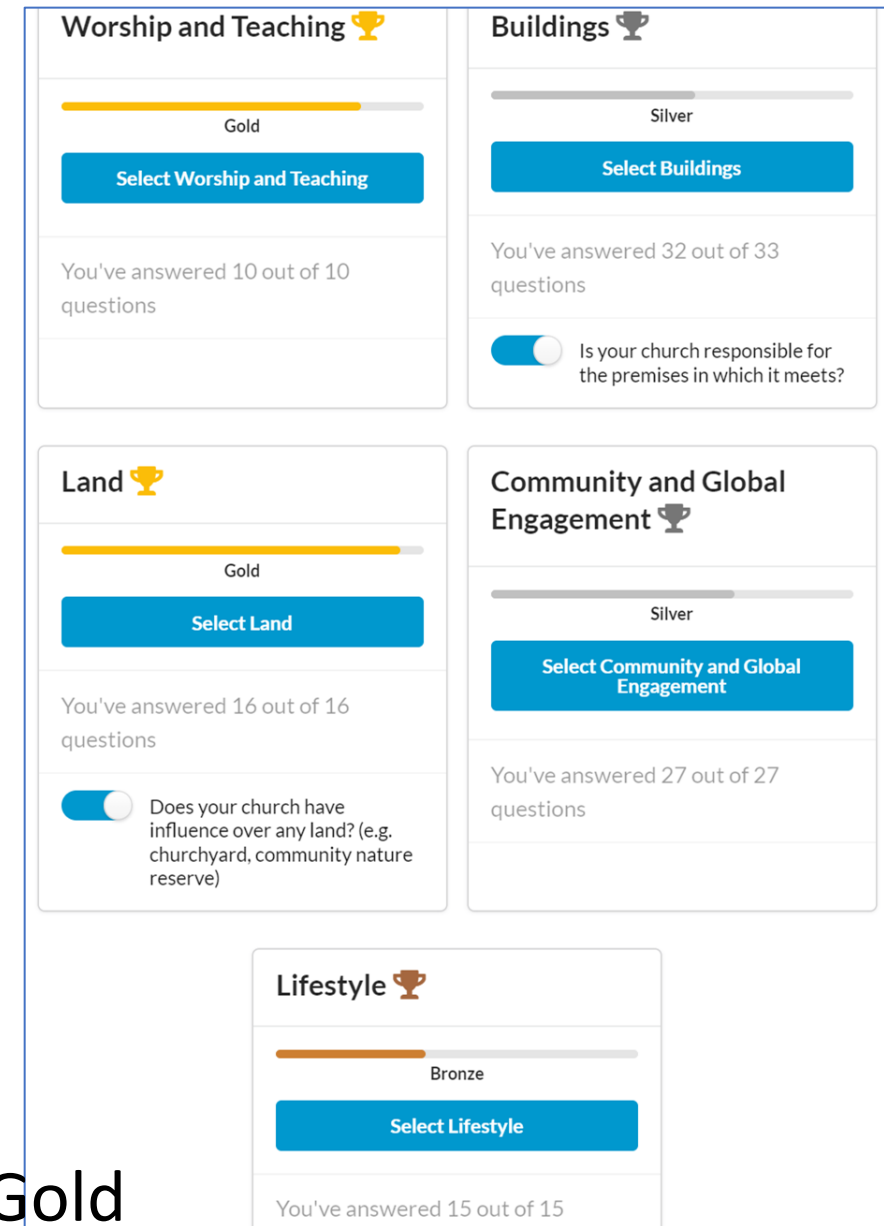 Worship and Teaching
Gold
Select Worship and Teaching
You've answered 10 out of 10
questions
Buildings
Silver
Select Buildings
You've answered 32 out of 33
questions
Is your church responsible for
the premises in which it meets?
Land
Gold
Select Land
You've answered 16 out of 16
questions
Does your church have
influence over any land? (e.g.
churchyard, community nature
reserve)
Community and Global
Engagement
Silver
Select Community and Global
Engagement
You've answered 27 out of 27
questions
Lifestyle
Bronze
Select Lifestyle
You've answered 15 out of 15
Gold